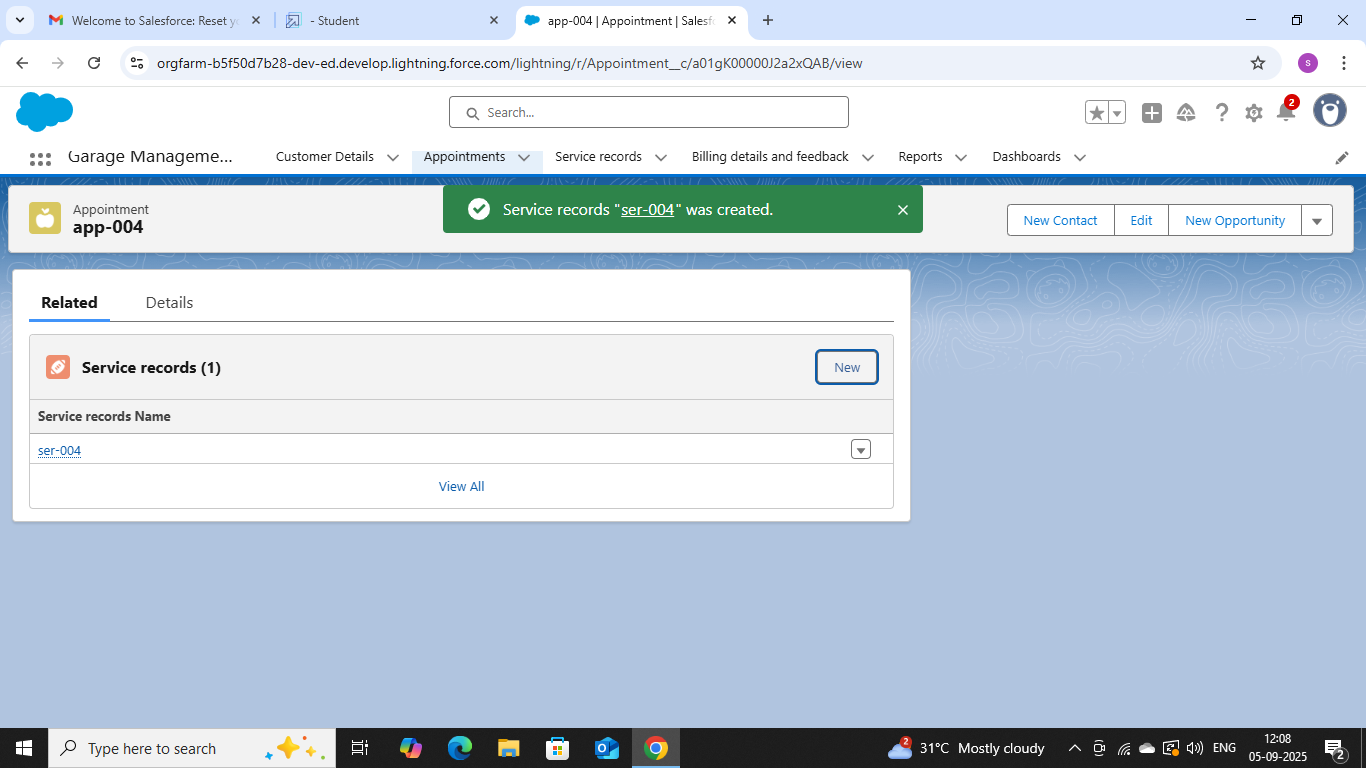 Welcome to Salesforce: Reset yo
- Student
app-004 | Appointment | Salesf
orgfarm-b5f50d7b28-dev-ed.develop.lightning.force.com/lightning/r/Appointment__c/a01gK00000J2a2xQAB/view
s
Search...
2
Garage Manageme...
Customer Details
Appointments
Service records
Billing details and feedback
Reports
Dashboards
Appointment
app-004
Service records "ser-004" was created.
New Contact
Edit
New Opportunity
Related
Details
Service records (1)
New
Service records Name
ser-004
View All
Type here to search
2
31°C Mostly cloudy
ENG
12:08
05-09-2025
2